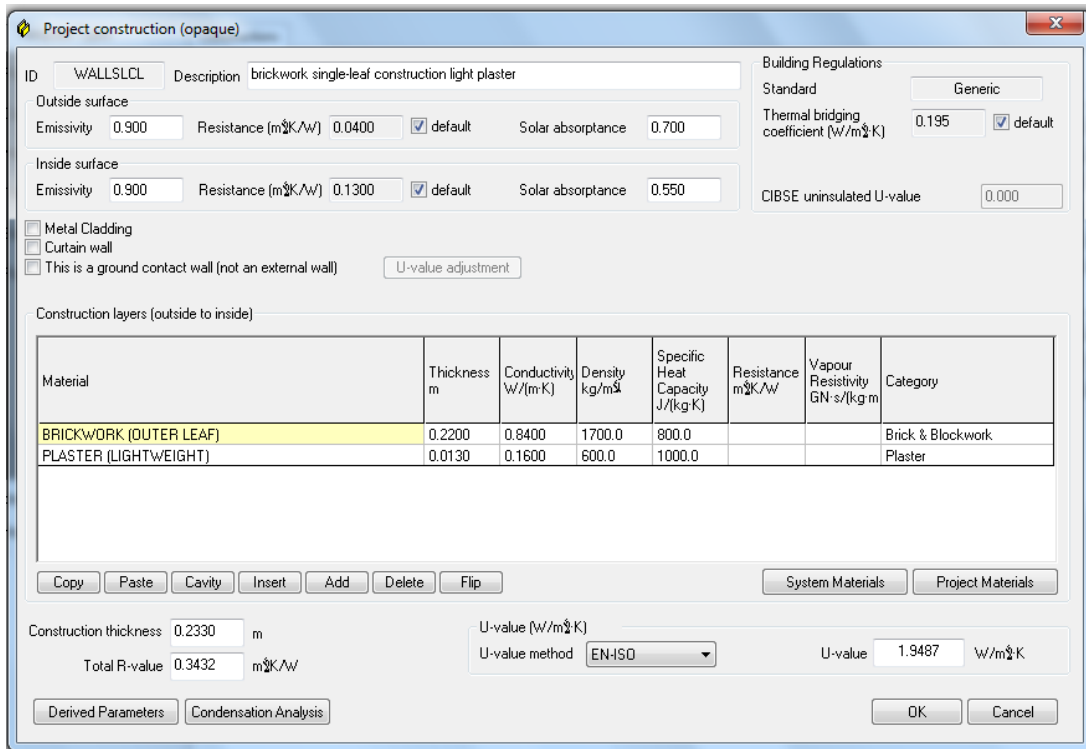 Project construction (opaque)
ID WALLSLCL Description brickwork single-leaf construction light plaster
Outside surface
Emissivity 0.900 Resistance (m²K/W) 0.0400 default Solar absorptance 0.700
Inside surface
Emissivity 0.900 Resistance (m²K/W) 0.1300 default Solar absorptance 0.550
Building Regulations
Standard Generic
Thermal bridging
coefficient (W/m²·K) 0.195 default
CIBSE uninsulated U-value 0.000
Metal Cladding
Curtain wall
This is a ground contact wall (not an external wall) U-value adjustment
Construction layers (outside to inside)
Material Thickness m Conductivity W/(m·K) Density kg/m³ Specific Heat Capacity J/(kg·K) Resistance m²K/W Vapour Resistivity GN·s/(kg·m Category
BRICKWORK (OUTER LEAF) 0.2200 0.8400 1700.0 800.0 Brick & Blockwork
PLASTER (LIGHTWEIGHT) 0.0130 0.1600 600.0 1000.0 Plaster
Copy Paste Cavity Insert Add Delete Flip System Materials Project Materials
Construction thickness 0.2330 m
Total R-value 0.3432 m²K/W
U-value (W/m²·K)
U-value method EN-ISO U-value 1.9487 W/m²·K
Derived Parameters Condensation Analysis OK Cancel